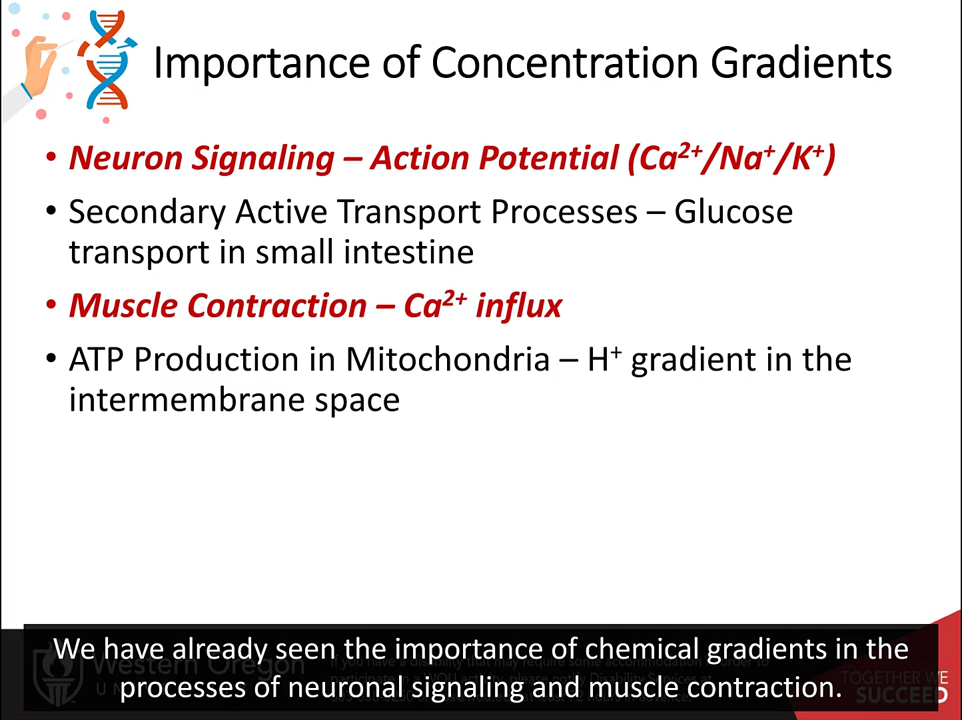 Importance of Concentration Gradients
• Neuron Signaling – Action Potential (Ca²⁺/Na⁺/K⁺)
• Secondary Active Transport Processes – Glucose
transport in small intestine
• Muscle Contraction – Ca²⁺ influx
• ATP Production in Mitochondria – H⁺ gradient in the
intermembrane space
We have already seen the importance of chemical gradients in the
processes of neuronal signaling and muscle contraction.
Western Oregon
TOGETHER WE
SUCCEED